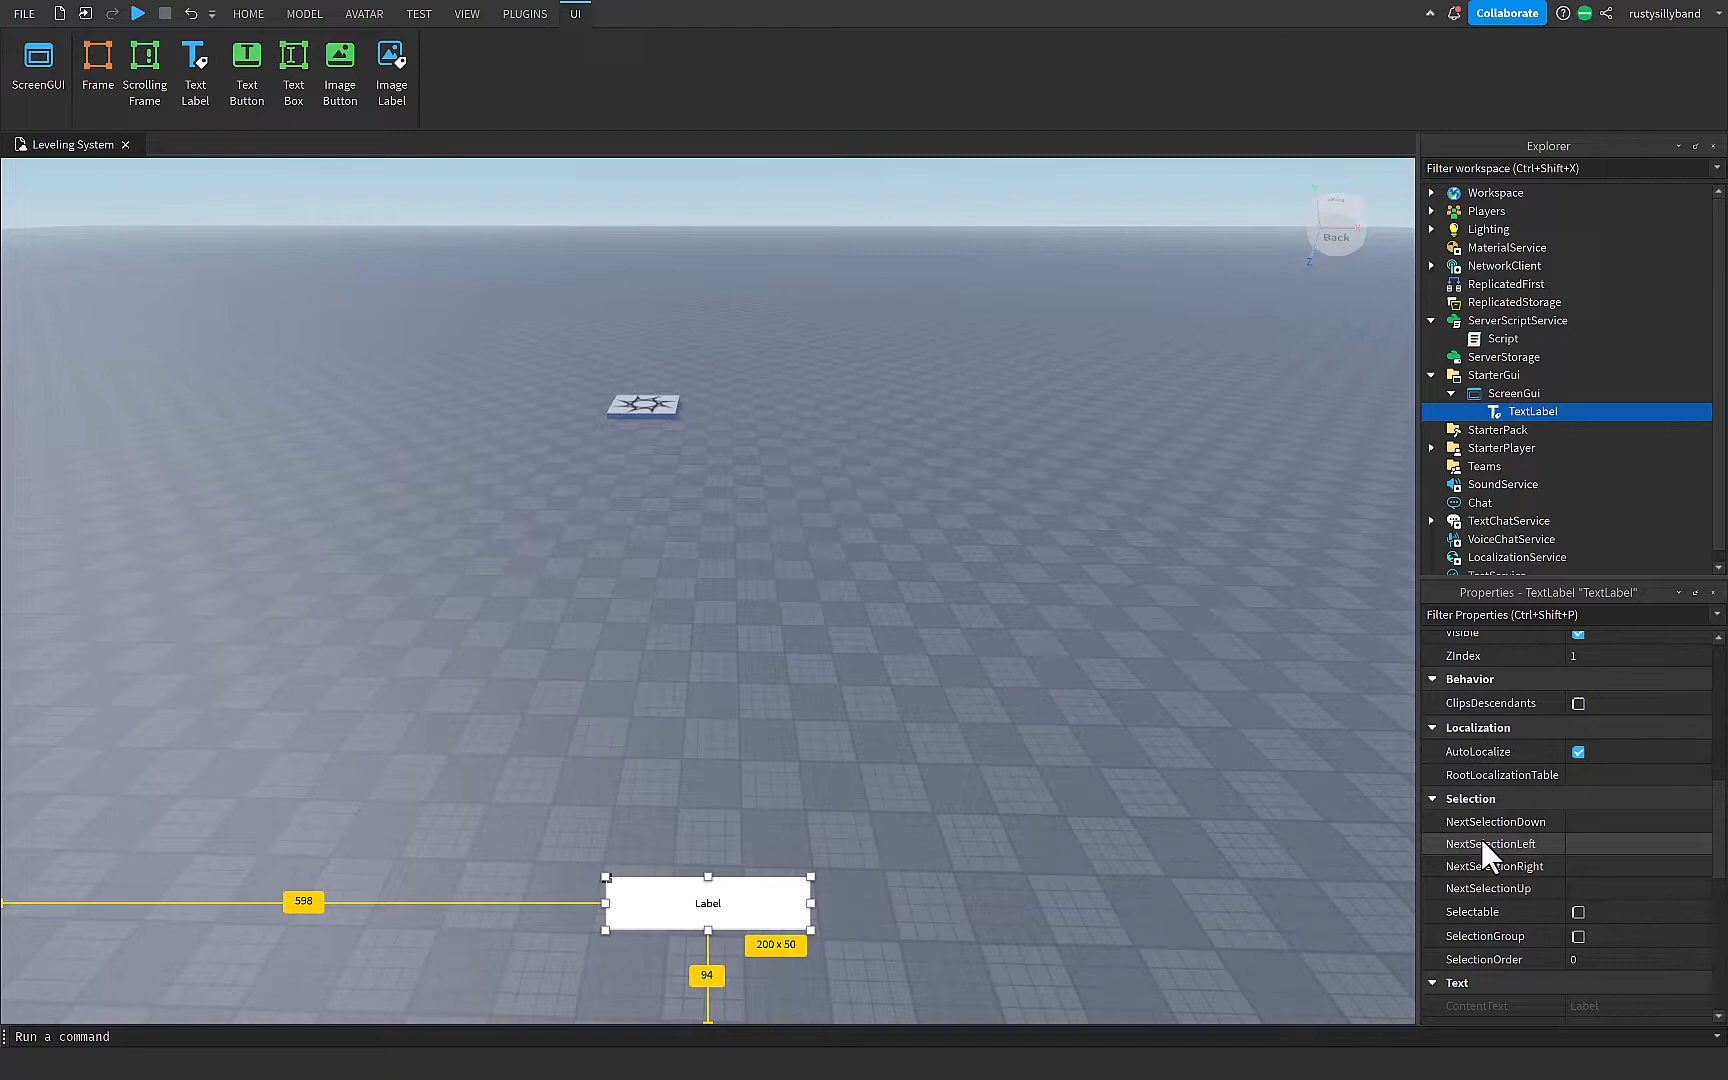 FILE HOME MODEL AVATAR TEST VIEW PLUGINS UI Collaborate rustysillyband
ScreenGUI Frame Scrolling Frame Text Label Text Button Text Box Image Button Image Label
Leveling System
Back
X
Z
Label
598
200 x 50
94
Explorer
Filter workspace (Ctrl+Shift+X)
Workspace
Players
Lighting
MaterialService
NetworkClient
ReplicatedFirst
ReplicatedStorage
ServerScriptService
Script
ServerStorage
StarterGui
ScreenGui
TextLabel
StarterPack
StarterPlayer
Teams
SoundService
Chat
TextChatService
VoiceChatService
LocalizationService
Properties - TextLabel "TextLabel"
Filter Properties (Ctrl+Shift+P)
Visible
ZIndex 1
Behavior
ClipsDescendants
Localization
AutoLocalize
RootLocalizationTable
Selection
NextSelectionDown
NextSelectionLeft
NextSelectionRight
NextSelectionUp
Selectable
SelectionGroup
SelectionOrder 0
Text
ContentText Label
Run a command